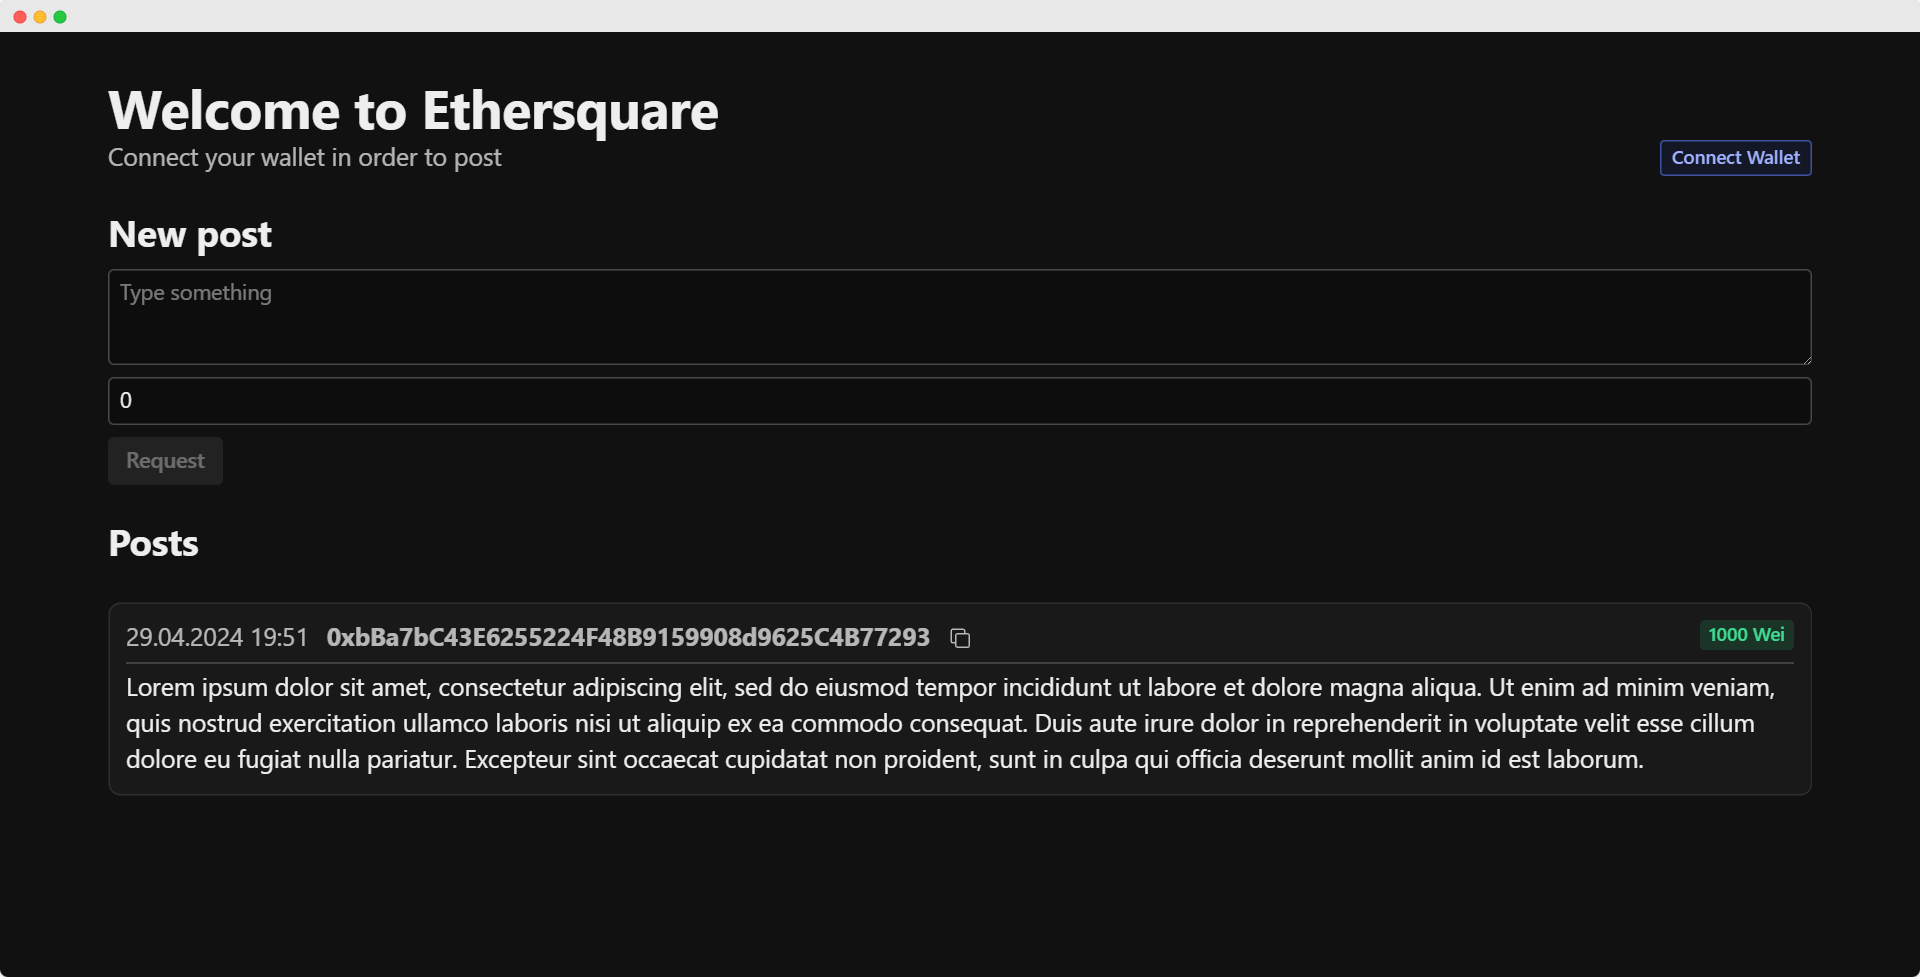 Welcome to Ethersquare
Connect your wallet in order to post
Connect Wallet
New post
Type something
0
Request
Posts
29.04.2024 19:51 0xbBa7bC43E6255224F48B9159908d9625C4B77293
1000 Wei
Lorem ipsum dolor sit amet, consectetur adipiscing elit, sed do eiusmod tempor incididunt ut labore et dolore magna aliqua. Ut enim ad minim veniam,
quis nostrud exercitation ullamco laboris nisi ut aliquip ex ea commodo consequat. Duis aute irure dolor in reprehenderit in voluptate velit esse cillum
dolore eu fugiat nulla pariatur. Excepteur sint occaecat cupidatat non proident, sunt in culpa qui officia deserunt mollit anim id est laborum.